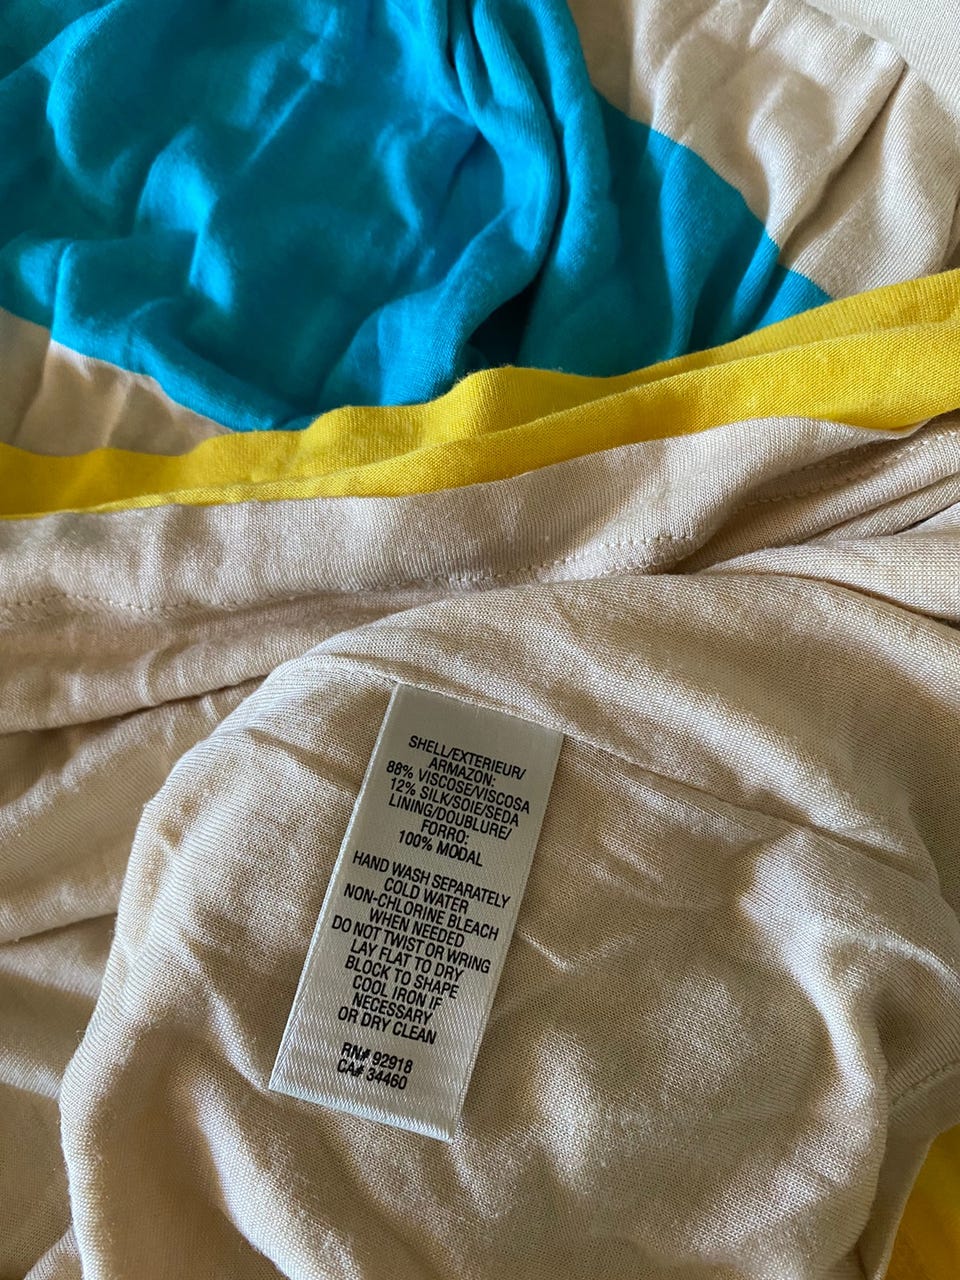 SHELL/EXTERIEUR/
ARMAZON:
88% VISCOSE/VISCOSA
12% SILK/SOIE/SEDA
LINING/DOUBLURE/
FORRO:
100% MODAL
HAND WASH SEPARATELY
COLD WATER
NON-CHLORINE BLEACH
WHEN NEEDED
DO NOT TWIST OR WRING
LAY FLAT TO DRY
BLOCK TO SHAPE
COOL IRON IF
NECESSARY
OR DRY CLEAN
RN# 92918
CA# 34460